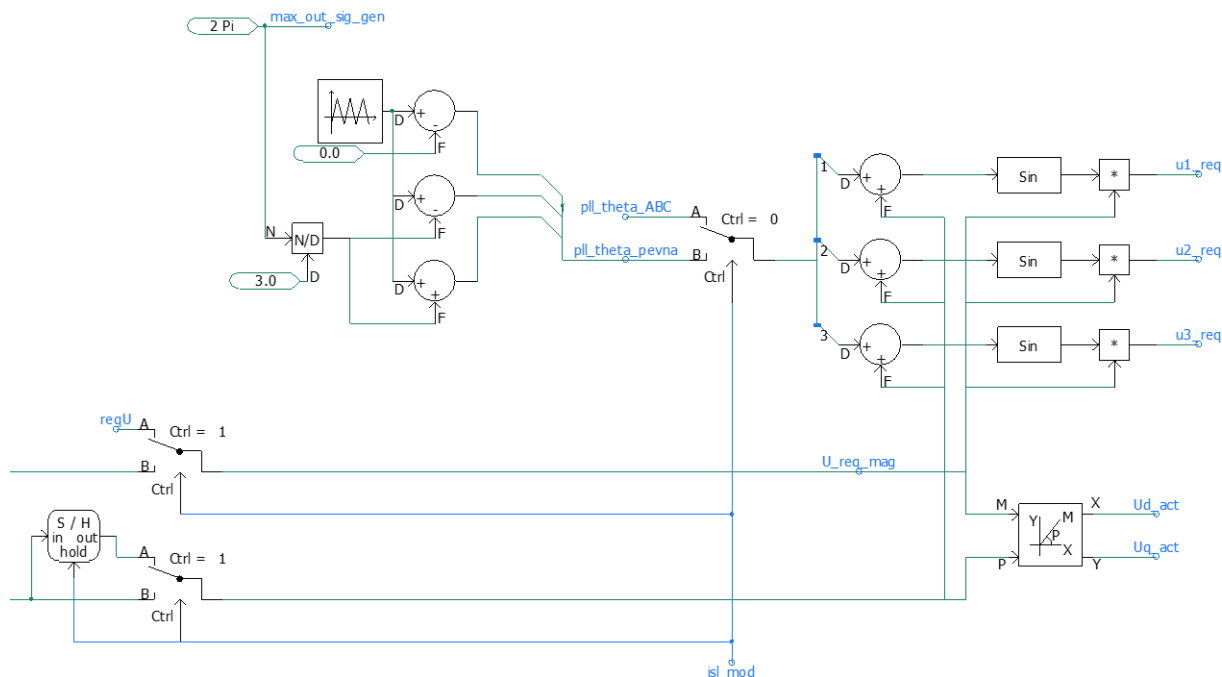 2 Pi
max_out_sig_gen
D
+
-
F
0.0
D
+
-
F
N
N/D
D
3.0
D
+
+
F
pll_theta_ABC
A
Ctrl = 0
pll_theta_pevna
B
Ctrl
1
D
+
+
F
Sin
*
u1_req
2
D
+
+
F
Sin
*
u2_req
3
D
+
+
F
Sin
*
u3_req
regU
A
Ctrl = 1
B
Ctrl
U_req_mag
S / H
in out
hold
A
Ctrl = 1
B
Ctrl
M
P
Y
M
P
X
X
Y
Ud_act
Uq_act
isl_mod